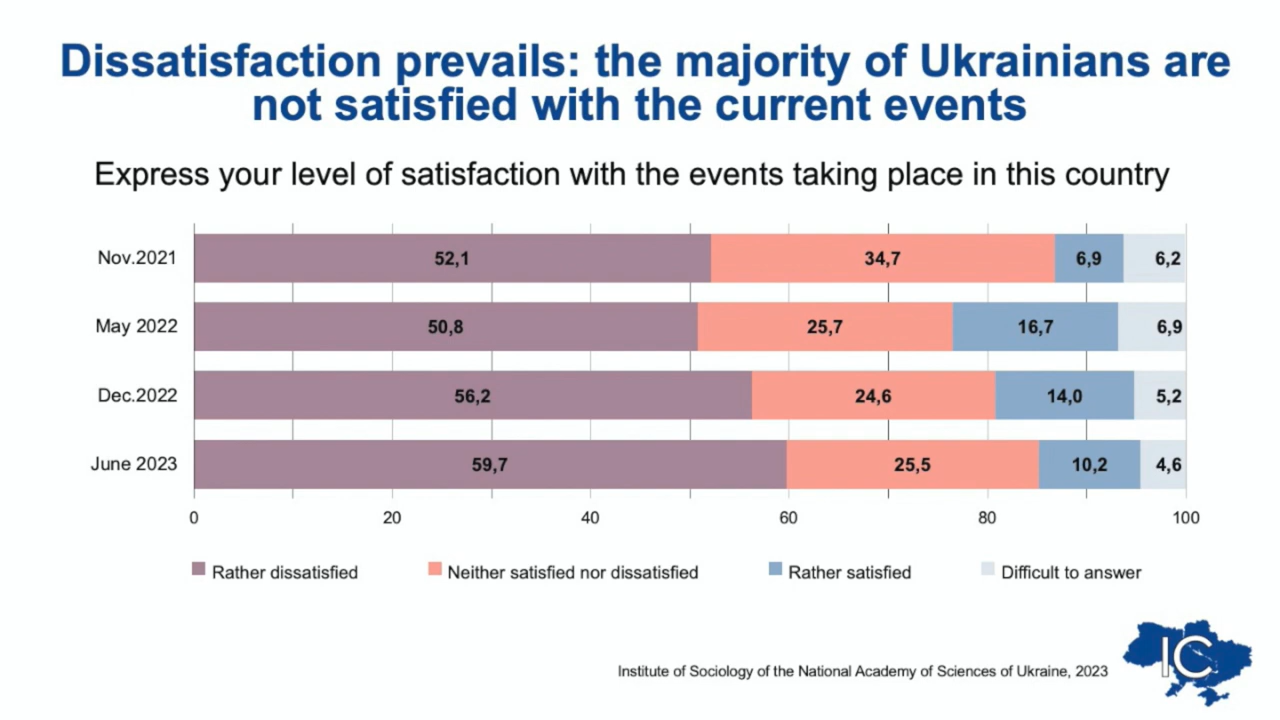 Dissatisfaction prevails: the majority of Ukrainians are
not satisfied with the current events
Express your level of satisfaction with the events taking place in this country
Nov.2021 52,1 34,7 6,9 6,2
May 2022 50,8 25,7 16,7 6,9
Dec.2022 56,2 24,6 14,0 5,2
June 2023 59,7 25,5 10,2 4,6
0 20 40 60 80 100
Rather dissatisfied Neither satisfied nor dissatisfied Rather satisfied Difficult to answer
Institute of Sociology of the National Academy of Sciences of Ukraine, 2023
ІС